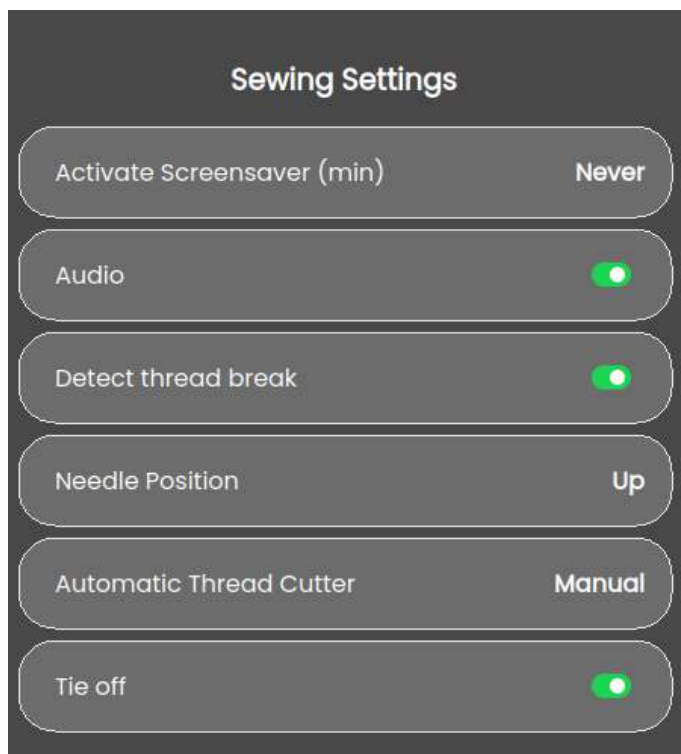 Sewing Settings
Activate Screensaver (min) Never
Audio
Detect thread break
Needle Position Up
Automatic Thread Cutter Manual
Tie off